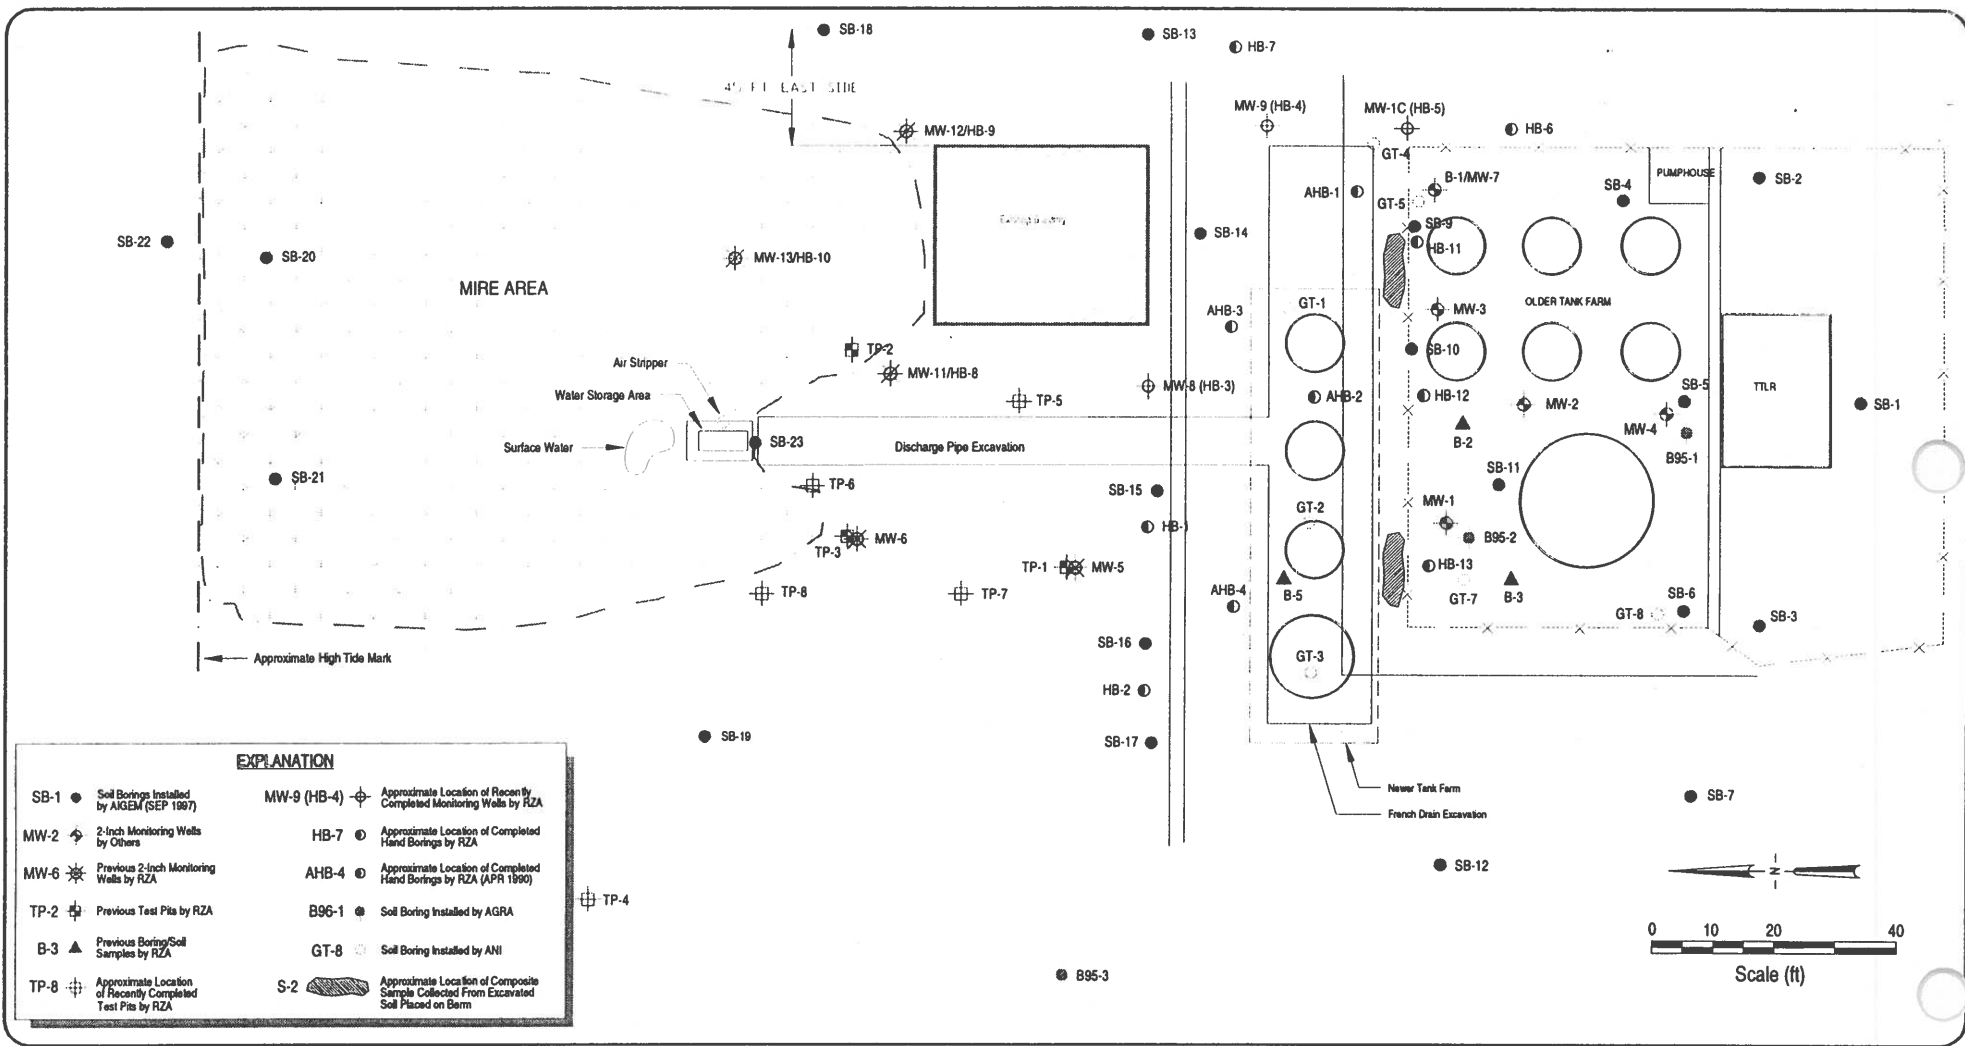 SB-18
SB-13
HB-7
EAST SIDE
MW-9 (HB-4)
MW-1C (HB-5)
MW-12/HB-9
HB-6
GT-4
PUMPHOUSE
AHB-1
B-1/MW-7
SB-4
SB-2
GT-5
SB-9
SB-22
SB-14
HB-11
SB-20
MW-13/HB-10
MIRE AREA
GT-1
OLDER TANK FARM
AHB-3
MW-3
TP-2
SB-10
Air Stripper
MW-11/HB-8
MW-8 (HB-3)
SB-5
TTLR
Water Storage Area
TP-5
AHB-2
HB-12
MW-2
SB-1
MW-4
SB-23
Surface Water
Discharge Pipe Excavation
B-2
B95-1
SB-21
SB-11
TP-6
SB-15
MW-1
GT-2
HB-1
TP-3
MW-6
B95-2
TP-1
MW-5
HB-13
TP-8
TP-7
AHB-4
B-5
GT-7
B-3
GT-8
SB-6
SB-3
SB-16
Approximate High Tide Mark
GT-3
HB-2
SB-19
SB-17
Newer Tank Farm
French Drain Excavation
SB-7
SB-12
N
TP-4
B95-3
0 10 20 40
Scale (ft)
EXPLANATION
SB-1
Soil Borings Installed
by AIGEM (SEP 1997)
MW-2
2-Inch Monitoring Wells
by Others
MW-6
Previous 2-Inch Monitoring
Wells by RZA
TP-2
Previous Test Pits by RZA
B-3
Previous Boring/Soil
Samples by RZA
TP-8
Approximate Location
of Recently Completed
Test Pits by RZA
MW-9 (HB-4)
Approximate Location of Recently
Completed Monitoring Wells by RZA
HB-7
Approximate Location of Completed
Hand Borings by RZA
AHB-4
Approximate Location of Completed
Hand Borings by RZA (APR 1990)
B96-1
Soil Boring Installed by AGRA
GT-8
Soil Boring Installed by ANI
S-2
Approximate Location of Composite
Sample Collected From Excavated
Soil Placed on Berm